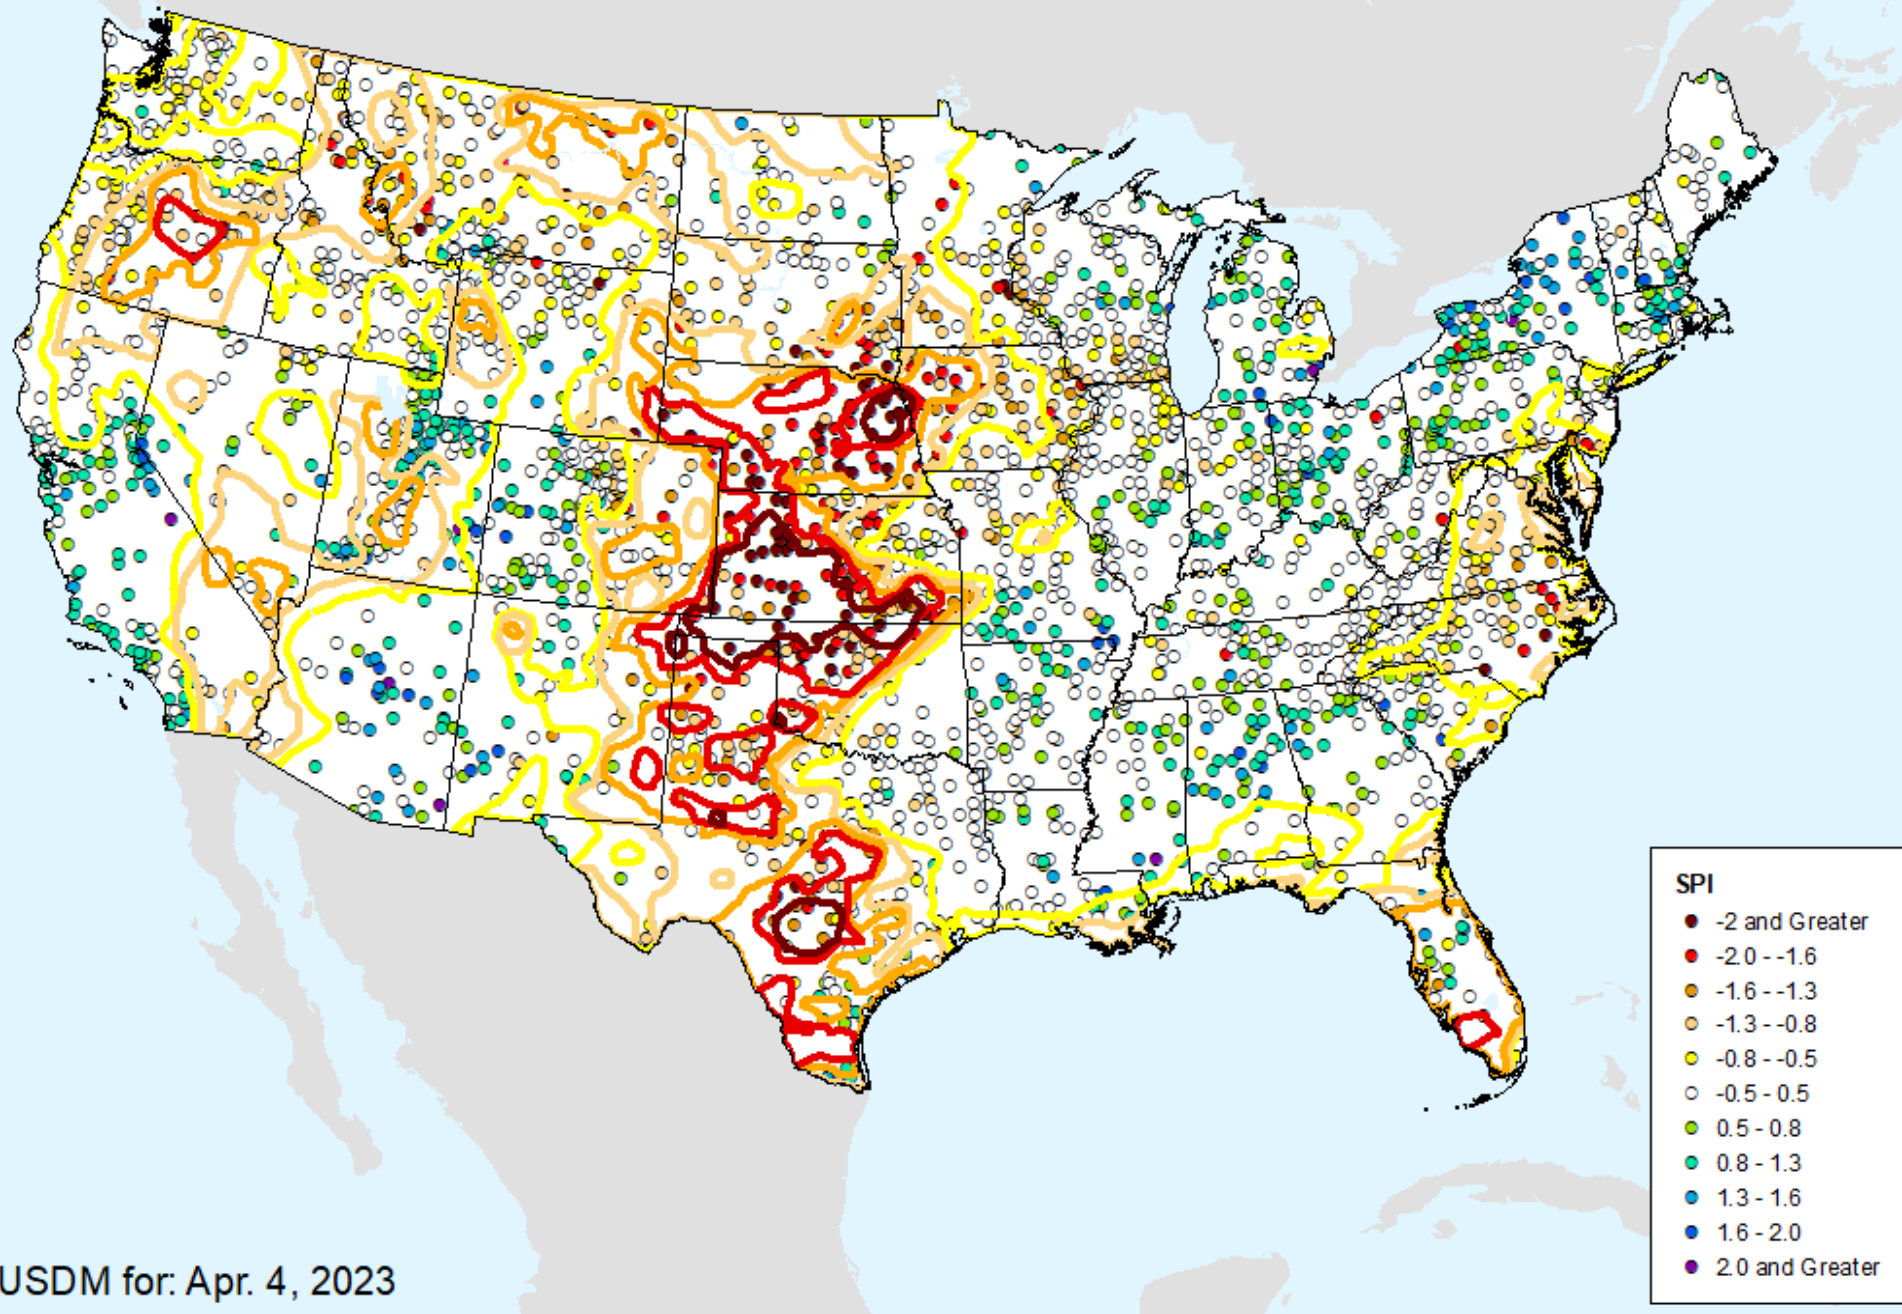 SPI
-2 and Greater
-2.0 - -1.6
-1.6 - -1.3
-1.3 - -0.8
-0.8 - -0.5
-0.5 - 0.5
0.5 - 0.8
0.8 - 1.3
1.3 - 1.6
1.6 - 2.0
2.0 and Greater
USDM for: Apr. 4, 2023